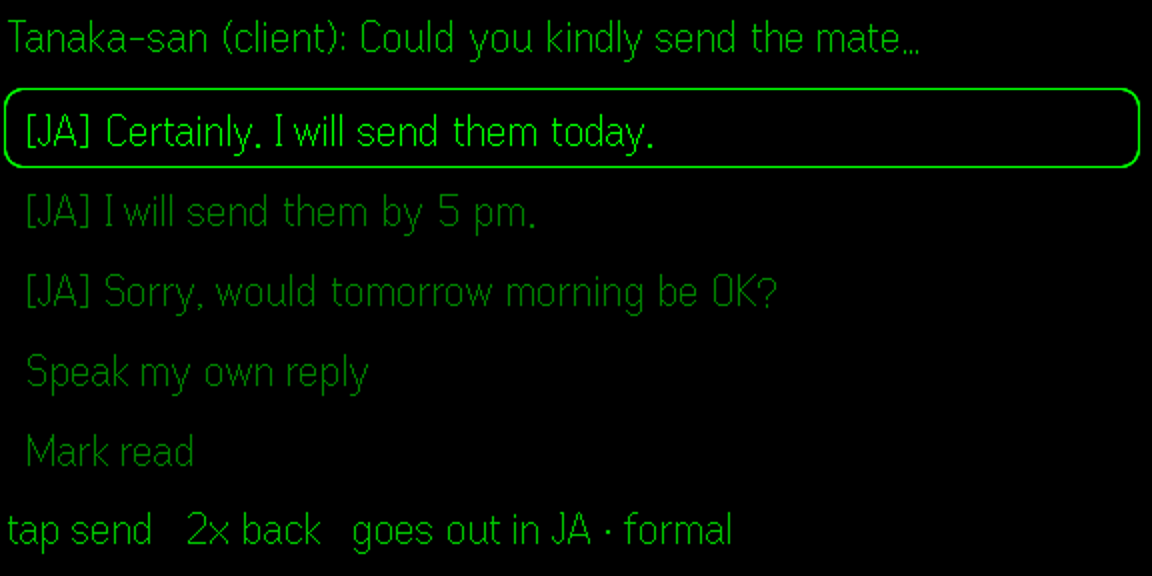 Tanaka-san (client): Could you kindly send the mate…
[JA] Certainly. I will send them today.
[JA] I will send them by 5 pm.
[JA] Sorry, would tomorrow morning be OK?
Speak my own reply
Mark read
tap send   2x back   goes out in JA · formal